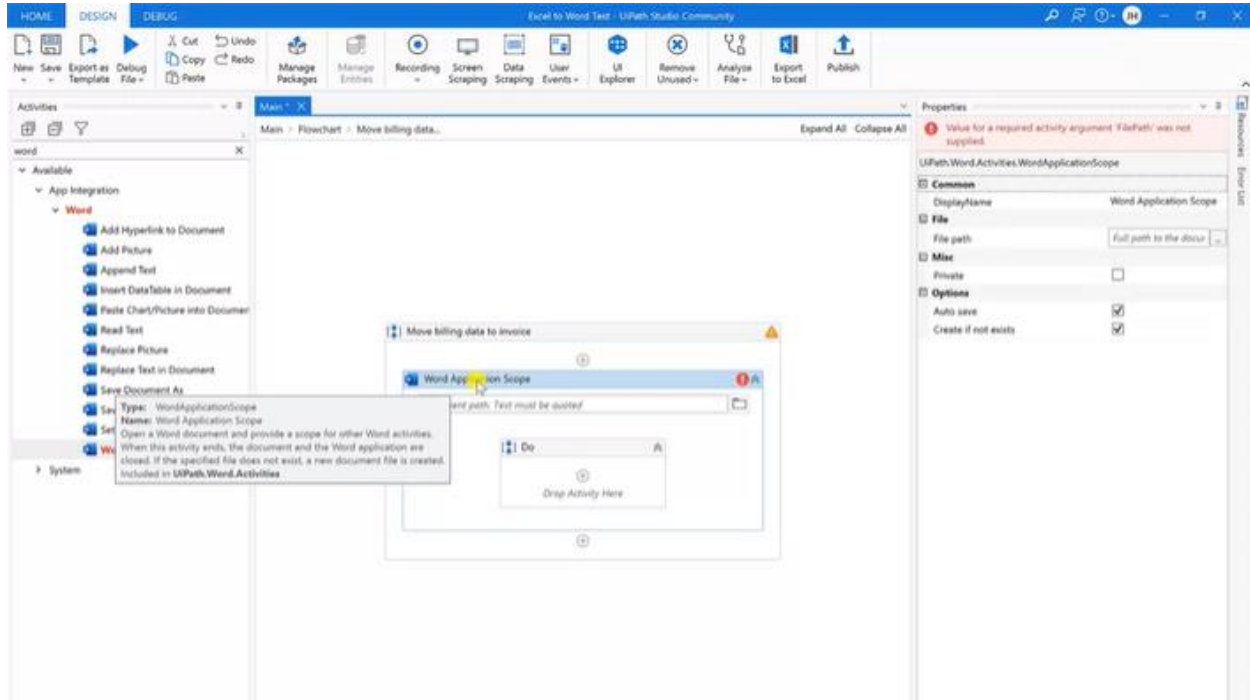 HOME DESIGN DEBUG Excel to Word Test - UiPath Studio Community JH
New Save Export as Template Debug File Cut Copy Paste Undo Redo Manage Packages Manage Entities Recording Screen Scraping Data Scraping User Events UI Explorer Remove Unused Analyze File Export to Excel Publish
Activities
Main * X
Properties
Main > Flowchart > Move billing data...
Expand All Collapse All
Value for a required activity argument 'FilePath' was not
supplied.
word
UiPath.Word.Activities.WordApplicationScope
Available
App Integration
Word
Add Hyperlink to Document
Add Picture
Append Text
Insert DataTable in Document
Paste Chart/Picture into Documen
Read Text
Replace Picture
Replace Text in Document
Save Document As
Sav
Set
Wo
System
Type: WordApplicationScope
Name: Word Application Scope
Open a Word document and provide a scope for other Word activities.
When this activity ends, the document and the Word application are
closed. If the specified file does not exist, a new document file is created.
Included in UiPath.Word.Activities
Move billing data to invoice
Word Application Scope
ent path. Text must be quoted
Do
Drop Activity Here
Common
DisplayName Word Application Scope
File
File path Full path to the docur ...
Misc
Private
Options
Auto save
Create if not exists
Resources
Error List